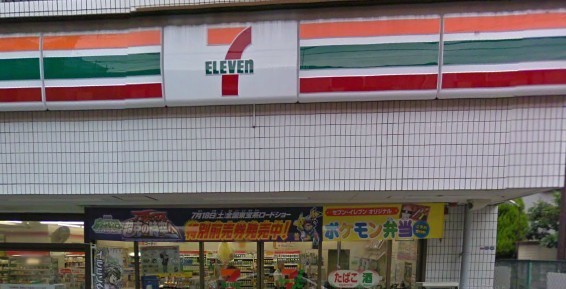 7
ELEVEN
7月18日(土)全国東宝系ロードショー
特別前売券発売中!
セブン-イレブン オリジナル
ポケモン弁当
たばこ 酒